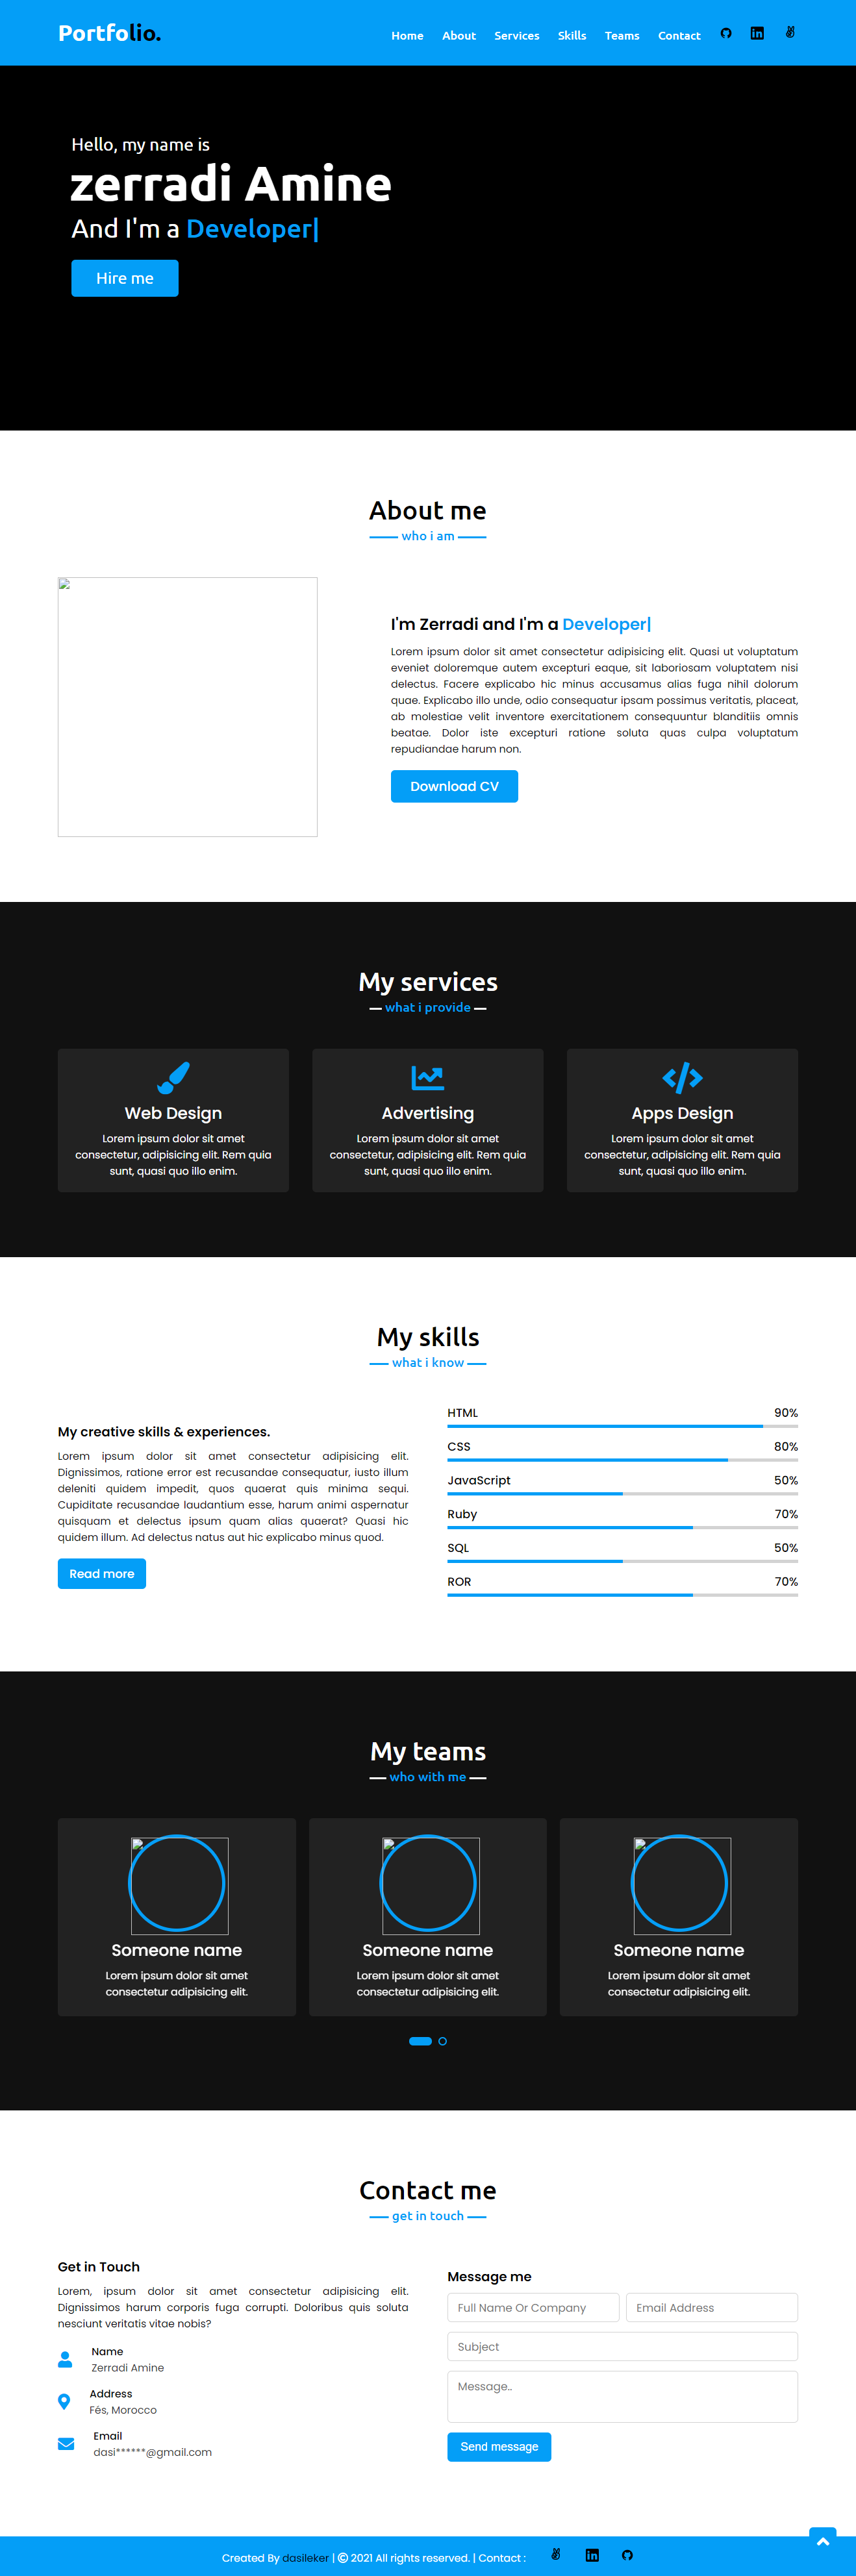 Portfolio.
Home About Services Skills Teams Contact
Hello, my name is
zerradi Amine
And I'm a Developer|
Hire me
About me
who i am
I'm Zerradi and I'm a Developer|
Lorem ipsum dolor sit amet consectetur adipisicing elit. Quasi ut voluptatum
eveniet doloremque autem excepturi eaque, sit laboriosam voluptatem nisi
delectus. Facere explicabo hic minus accusamus alias fuga nihil dolorum
quae. Explicabo illo unde, odio consequatur ipsam possimus veritatis, placeat,
ab molestiae velit inventore exercitationem consequuntur blanditiis omnis
beatae. Dolor iste excepturi ratione soluta quas culpa voluptatum
repudiandae harum non.
Download CV
My services
what i provide
Web Design
Lorem ipsum dolor sit amet
consectetur, adipisicing elit. Rem quia
sunt, quasi quo illo enim.
Advertising
Lorem ipsum dolor sit amet
consectetur, adipisicing elit. Rem quia
sunt, quasi quo illo enim.
Apps Design
Lorem ipsum dolor sit amet
consectetur, adipisicing elit. Rem quia
sunt, quasi quo illo enim.
My skills
what i know
My creative skills & experiences.
Lorem ipsum dolor sit amet consectetur adipisicing elit.
Dignissimos, ratione error est recusandae consequatur, iusto illum
deleniti quidem impedit, quos quaerat quis minima sequi.
Cupiditate recusandae laudantium esse, harum animi aspernatur
quisquam et delectus ipsum quam alias quaerat? Quasi hic
quidem illum. Ad delectus natus aut hic explicabo minus quod.
Read more
HTML 90%
CSS 80%
JavaScript 50%
Ruby 70%
SQL 50%
ROR 70%
My teams
who with me
Someone name
Lorem ipsum dolor sit amet
consectetur adipisicing elit.
Someone name
Lorem ipsum dolor sit amet
consectetur adipisicing elit.
Someone name
Lorem ipsum dolor sit amet
consectetur adipisicing elit.
Contact me
get in touch
Get in Touch
Lorem, ipsum dolor sit amet consectetur adipisicing elit.
Dignissimos harum corporis fuga corrupti. Doloribus quis soluta
nesciunt veritatis vitae nobis?
Name
Zerradi Amine
Address
Fés, Morocco
Email
dasi******@gmail.com
Message me
Full Name Or Company
Email Address
Subject
Message..
Send message
Created By dasileker | © 2021 All rights reserved. | Contact :